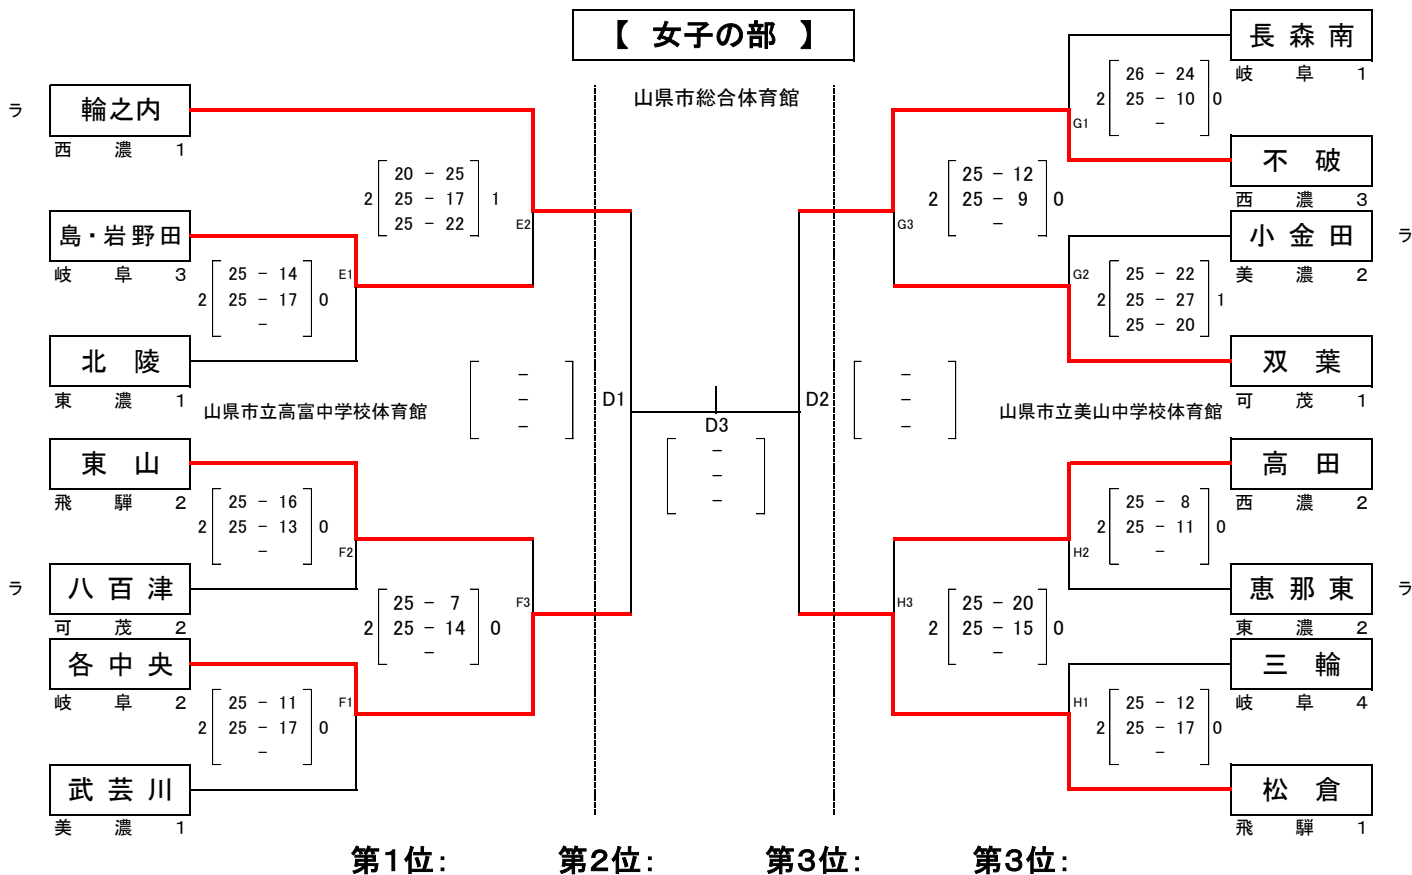 【　女子の部　】
山県市総合体育館
ラ
輪之内
西　濃　1
島・岩野田
岐　阜　3
北　陵
東　濃　1
東　山
飛　騨　2
ラ
八百津
可　茂　2
各中央
岐　阜　2
武芸川
美　濃　1
20 - 25
2 25 - 17 1
25 - 22
E2
25 - 14
2 25 - 17 0
-
E1
山県市立高富中学校体育館
25 - 16
2 25 - 13 0
-
F2
25 - 7
2 25 - 14 0
-
F3
25 - 11
2 25 - 17 0
-
F1
-
-
-
D1
D3
-
-
-
D2
-
-
-
長森南
岐　阜　1
不　破
西　濃　3
小金田
ラ
美　濃　2
双　葉
可　茂　1
高　田
西　濃　2
恵那東
ラ
東　濃　2
三　輪
岐　阜　4
松　倉
飛　騨　1
26 - 24
2 25 - 10 0
-
G1
25 - 12
2 25 - 9 0
-
G3
25 - 22
2 25 - 27 1
25 - 20
G2
山県市立美山中学校体育館
25 - 8
2 25 - 11 0
-
H2
25 - 20
2 25 - 15 0
-
H3
25 - 12
2 25 - 17 0
-
H1
第1位：　第2位：　第3位：　第3位：